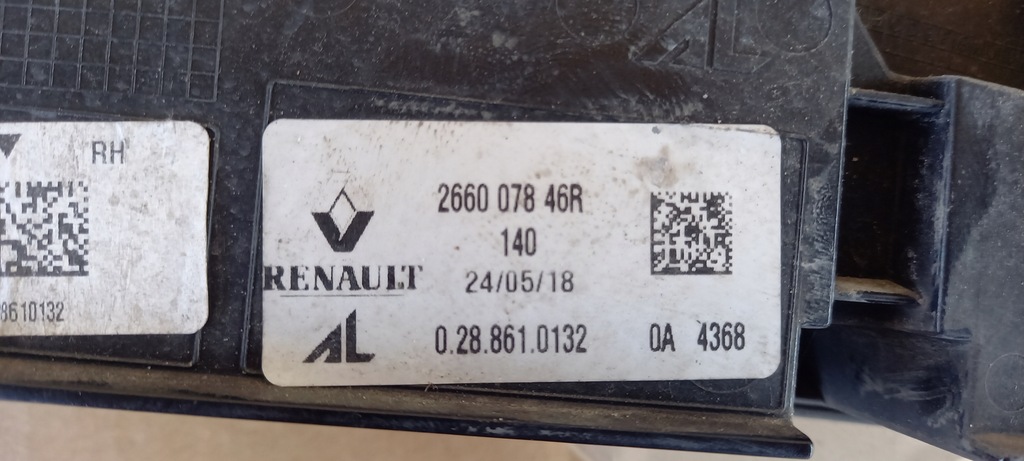 RH
8610132
2660 078 46R
140
RENAULT
24/05/18
AL
0.28.861.0132
0A 4368